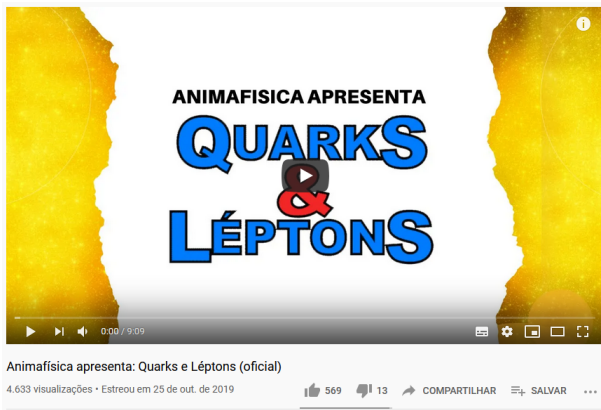 ANIMAFISICA APRESENTA
QUARKS
&
LÉPTONS
0:00 / 9:09
Animafísica apresenta: Quarks e Léptons (oficial)
4.633 visualizações • Estreou em 25 de out. de 2019
569
13
COMPARTILHAR
SALVAR